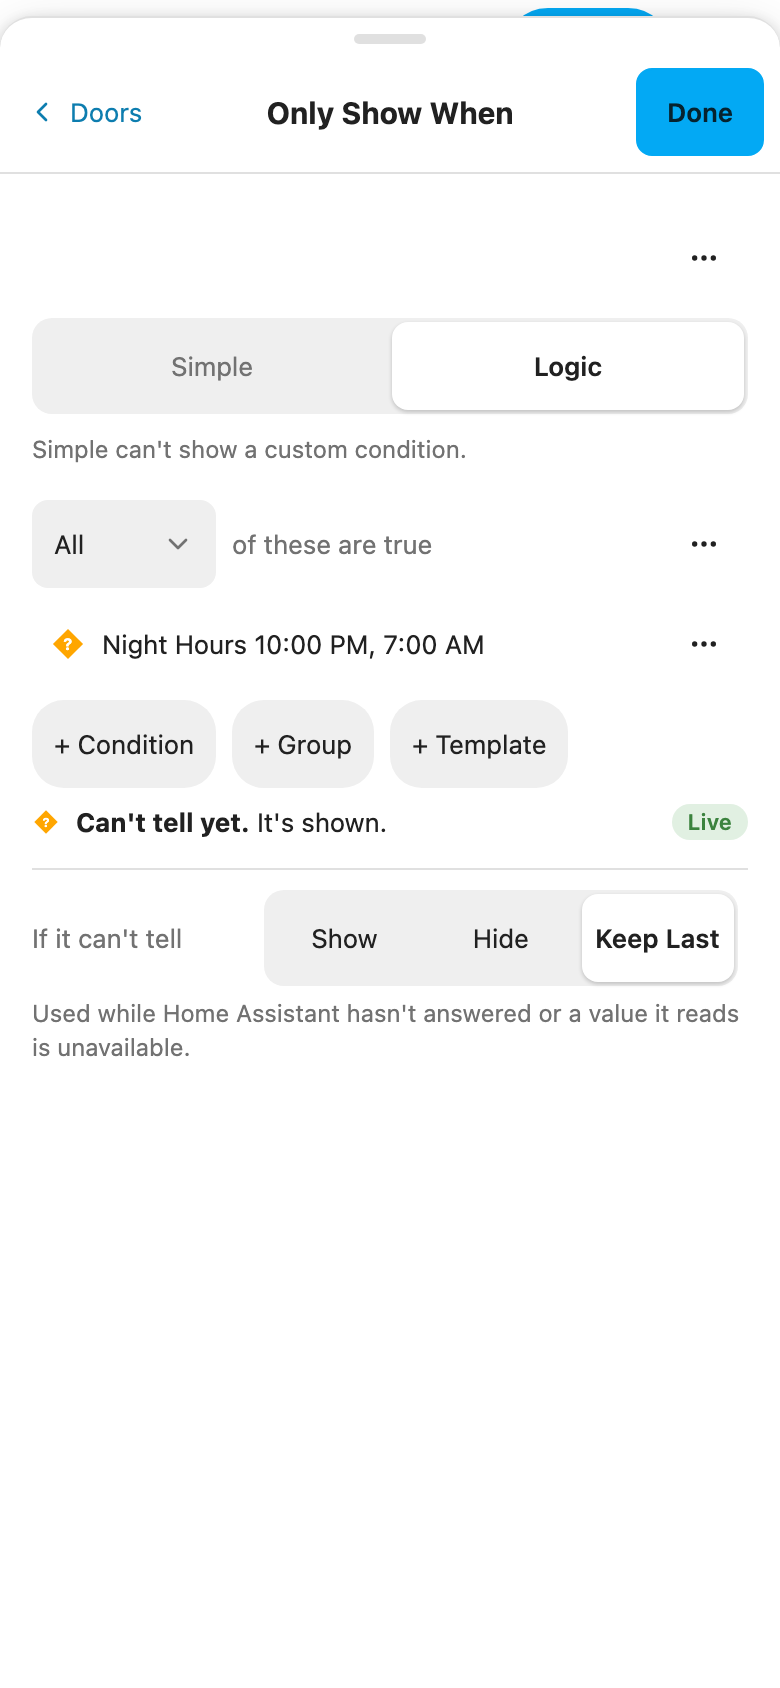 Doors
Only Show When
Done
Simple
Logic
Simple can't show a custom condition.
All
of these are true
Night Hours 10:00 PM, 7:00 AM
+ Condition
+ Group
+ Template
Can't tell yet. It's shown.
Live
If it can't tell
Show
Hide
Keep Last
Used while Home Assistant hasn't answered or a value it reads
is unavailable.